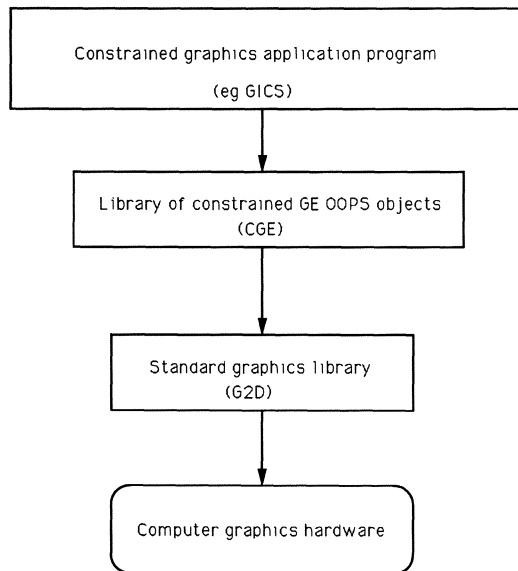 Constrained graphics application program
(eg GICS)
Library of constrained GE OOPS objects
(CGE)
Standard graphics library
(G2D)
Computer graphics hardware